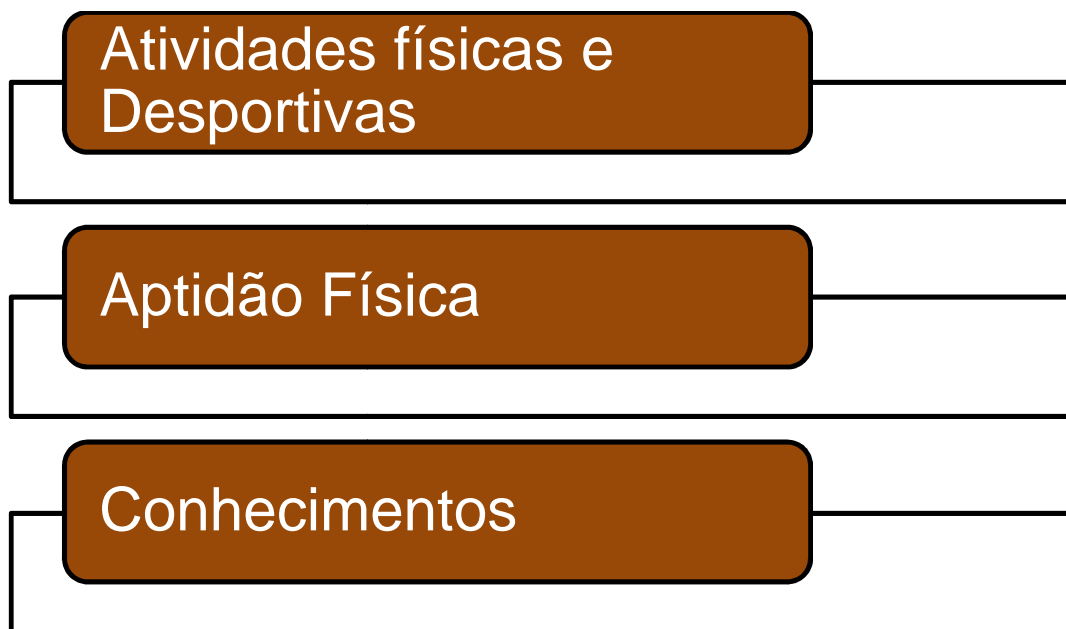 Atividades físicas e
Desportivas
Aptidão Física
Conhecimentos